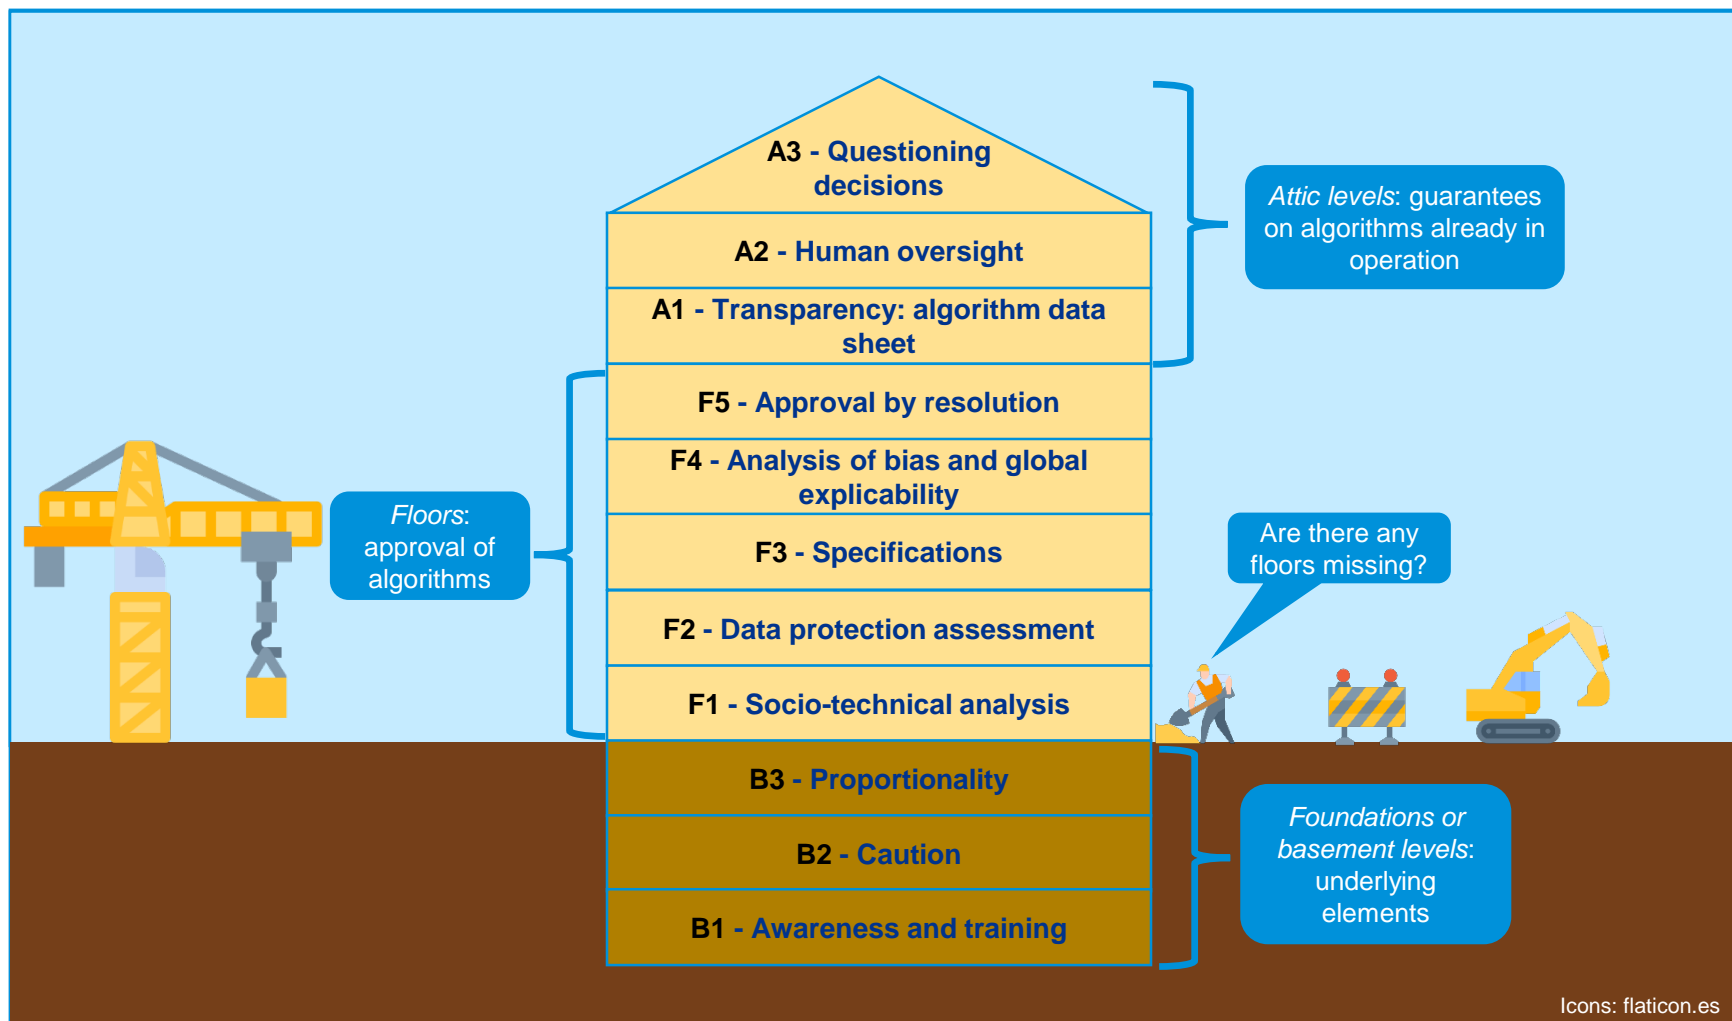 A3 - Questioning
decisions
A2 - Human oversight
A1 - Transparency: algorithm data
sheet
Attic levels: guarantees
on algorithms already in
operation
F5 - Approval by resolution
F4 - Analysis of bias and global
explicability
F3 - Specifications
F2 - Data protection assessment
F1 - Socio-technical analysis
Floors:
approval of
algorithms
Are there any
floors missing?
B3 - Proportionality
B2 - Caution
B1 - Awareness and training
Foundations or
basement levels:
underlying
elements
Icons: flaticon.es